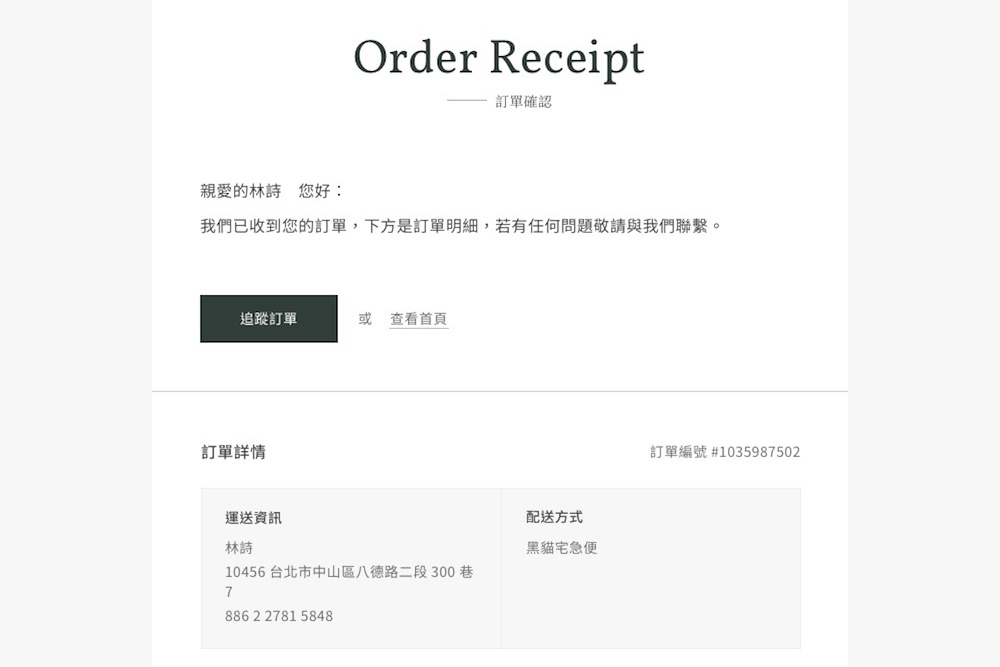 Order Receipt
訂單確認
親愛的林詩　您好：
我們已收到您的訂單，下方是訂單明細，若有任何問題敬請與我們聯繫。
追蹤訂單 或 查看首頁
訂單詳情 訂單編號 #1035987502
運送資訊
林詩
10456 台北市中山區八德路二段 300 巷
7
886 2 2781 5848
配送方式
黑貓宅急便